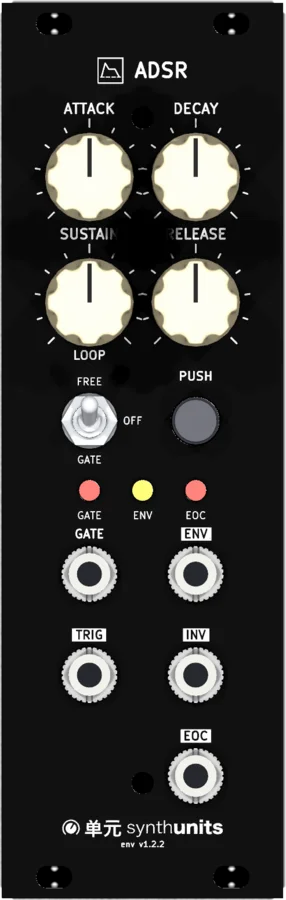 ADSR
ATTACK DECAY
SUSTAIN RELEASE
LOOP
FREE PUSH
OFF
GATE
GATE ENV EOC
GATE ENV
TRIG INV
EOC
单元 synthunits
env v1.2.2